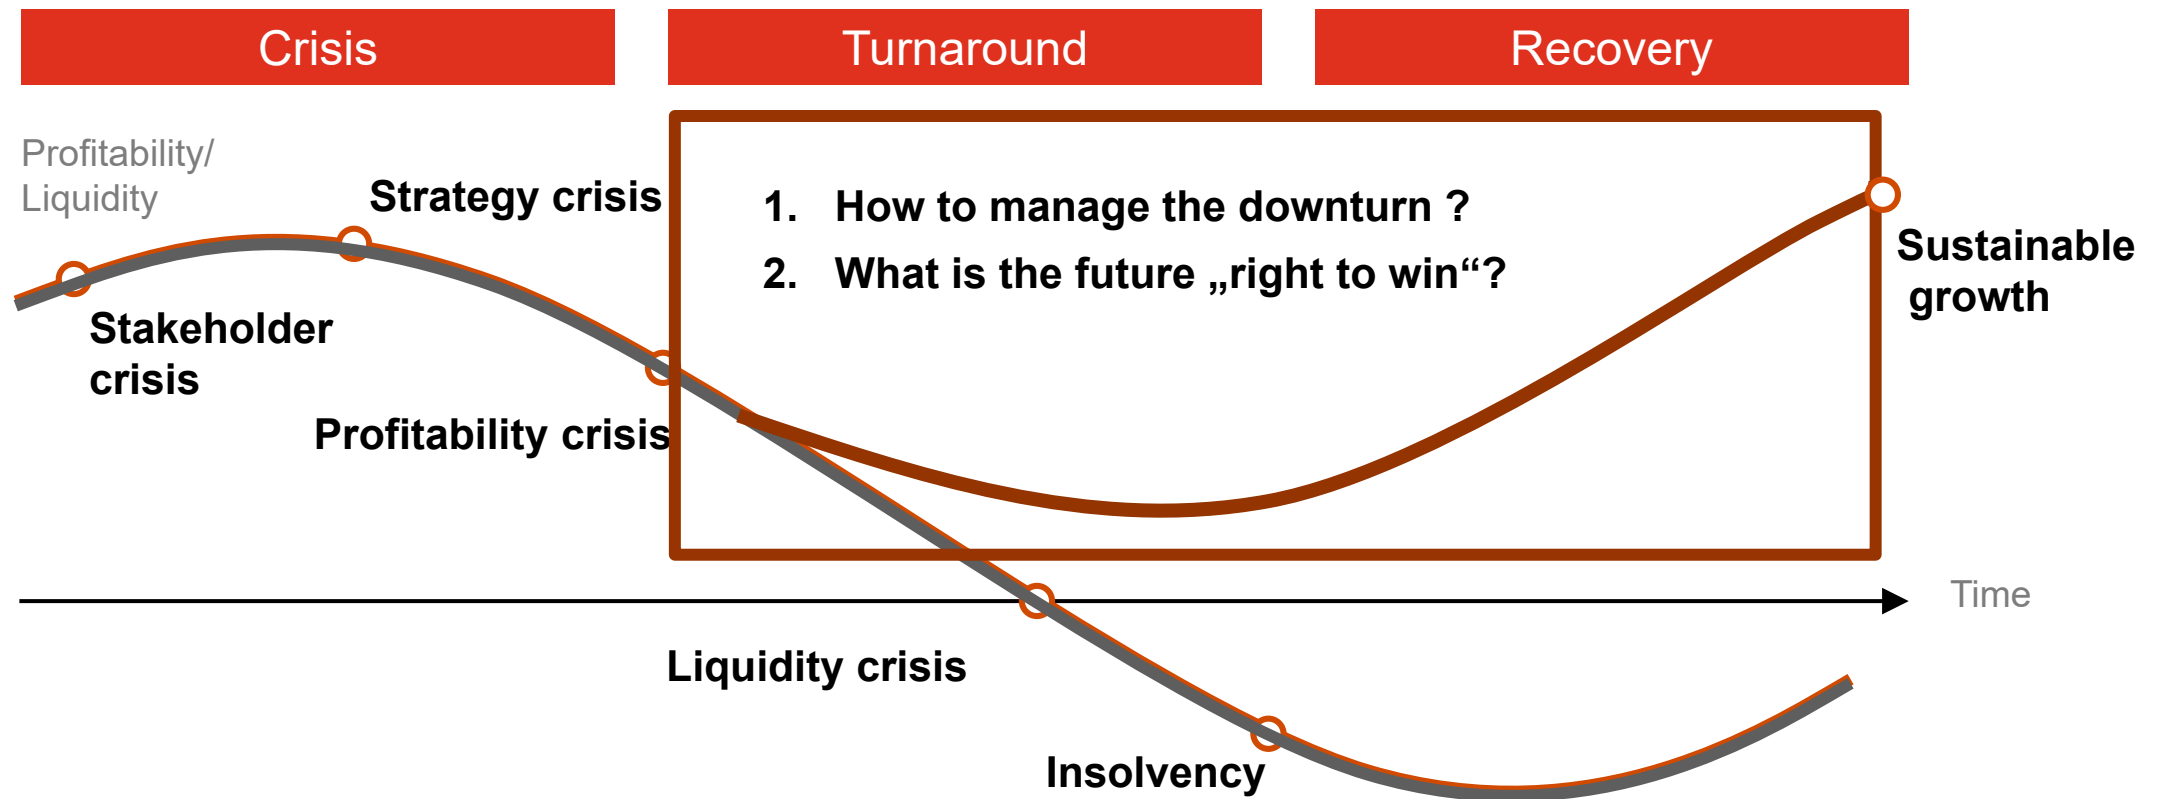 Crisis
Turnaround
Recovery
Profitability/
Liquidity
Strategy crisis
1. How to manage the downturn ?
2. What is the future „right to win“?
Sustainable
growth
Stakeholder
crisis
Profitability crisis
Time
Liquidity crisis
Insolvency